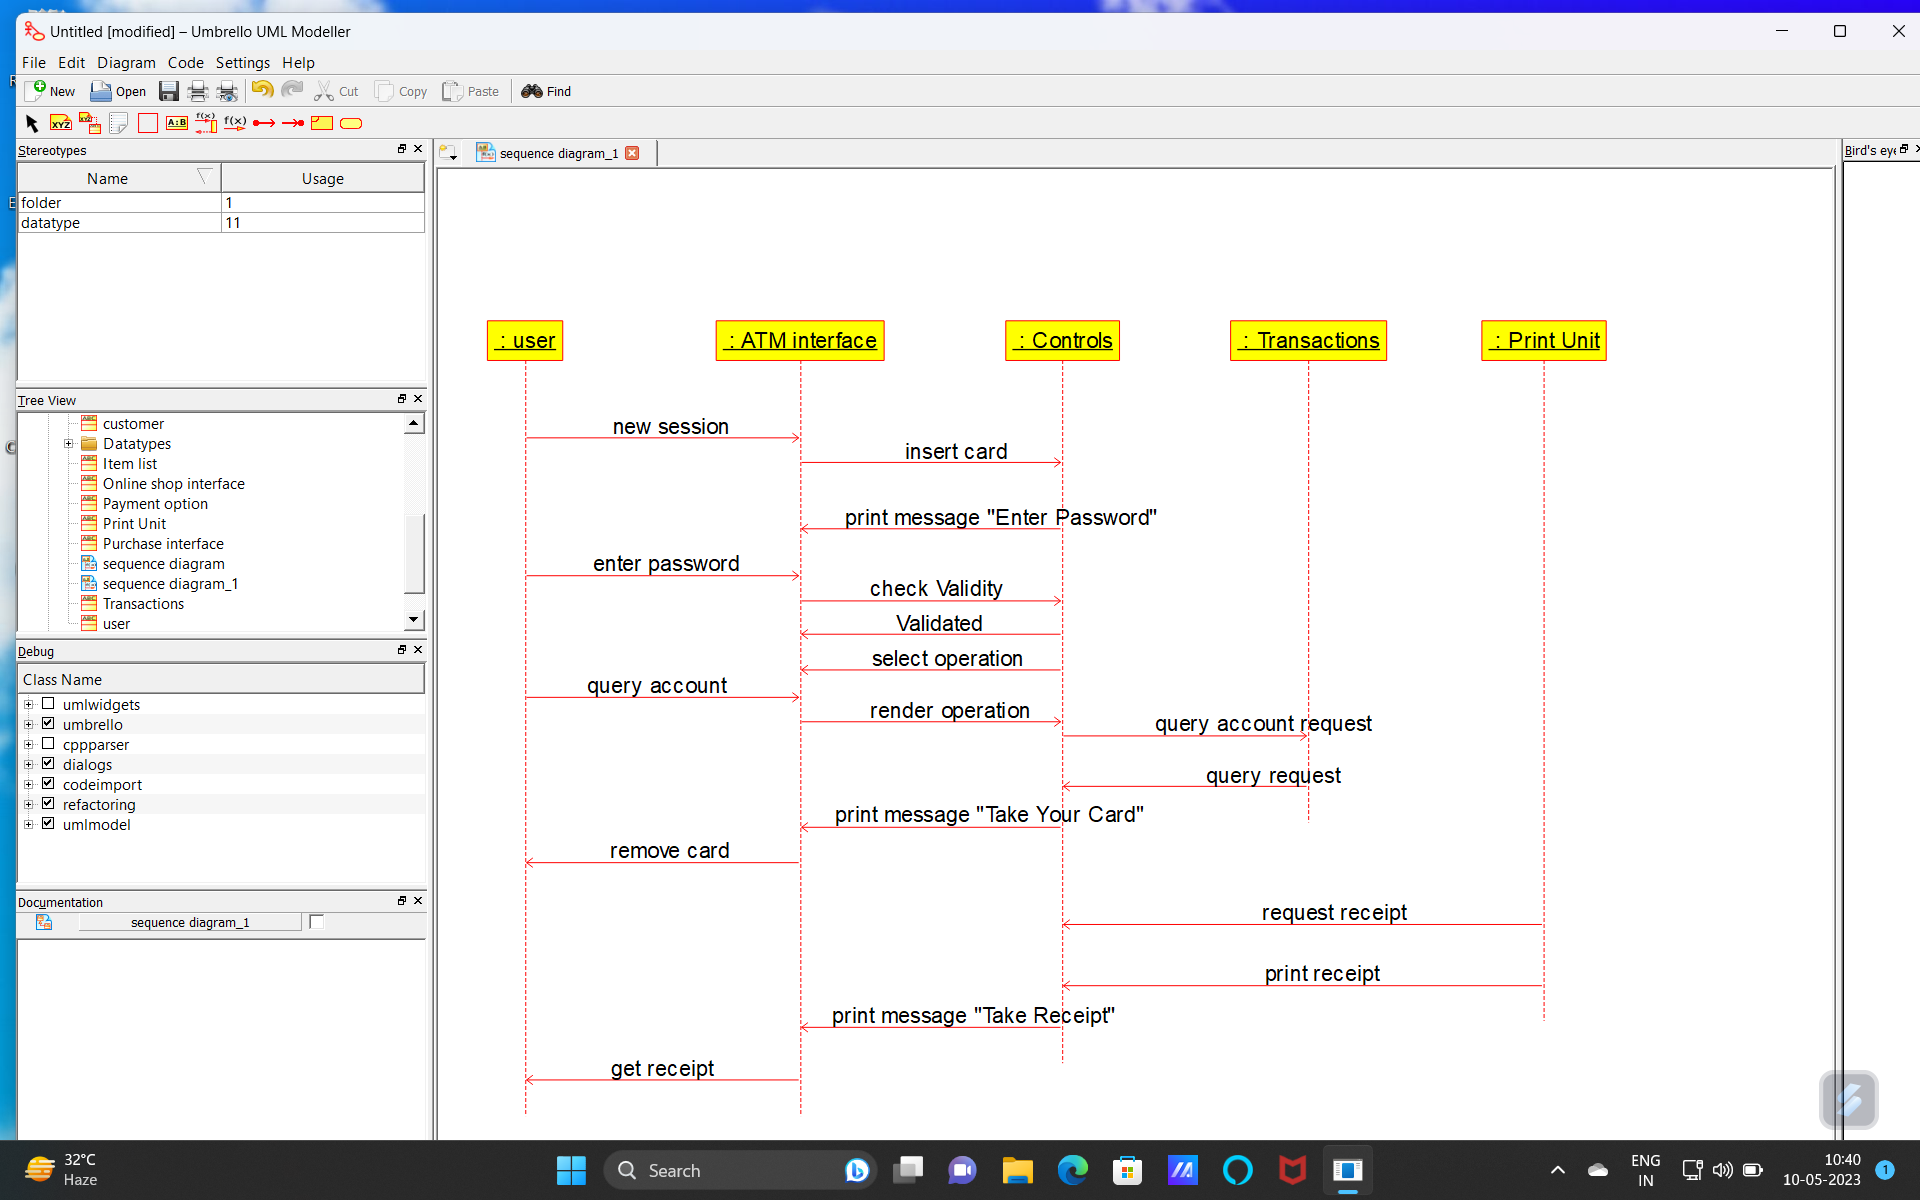 Untitled [modified] – Umbrello UML Modeller
File Edit Diagram Code Settings Help
New Open Cut Copy Paste Find
XYZ A:B f(x) f(x)
Stereotypes
sequence diagram_1
Bird's eye
Name Usage
folder 1
datatype 11
: user : ATM interface : Controls : Transactions : Print Unit
Tree View
customer
Datatypes
Item list
Online shop interface
Payment option
Print Unit
Purchase interface
sequence diagram
sequence diagram_1
Transactions
user
new session
insert card
print message "Enter Password"
enter password
check Validity
Validated
select operation
query account
render operation
query account request
query request
print message "Take Your Card"
remove card
request receipt
print receipt
print message "Take Receipt"
get receipt
Debug
Class Name
umlwidgets
umbrello
cppparser
dialogs
codeimport
refactoring
umlmodel
Documentation
sequence diagram_1
32°C
Haze
Search
ENG
IN
10:40
10-05-2023
1